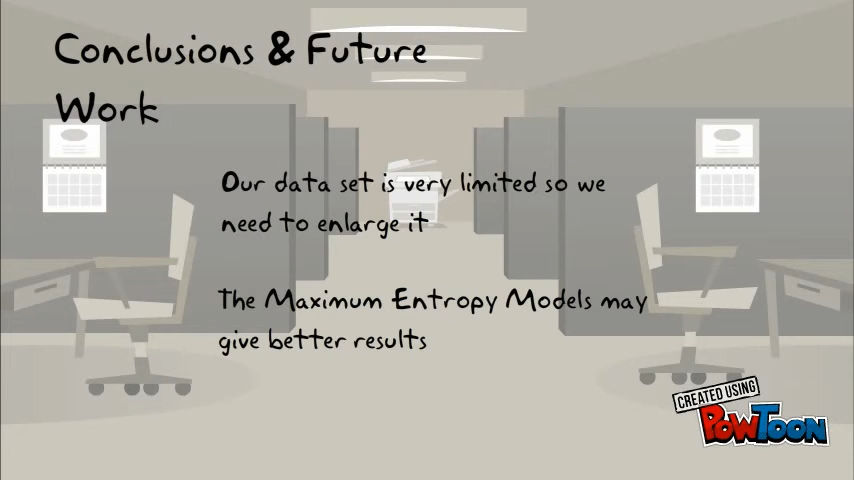 Conclusions & Future
Work
Our data set is very limited so we
need to enlarge it
The Maximum Entropy Models may
give better results
CREATED USING
POWTOON